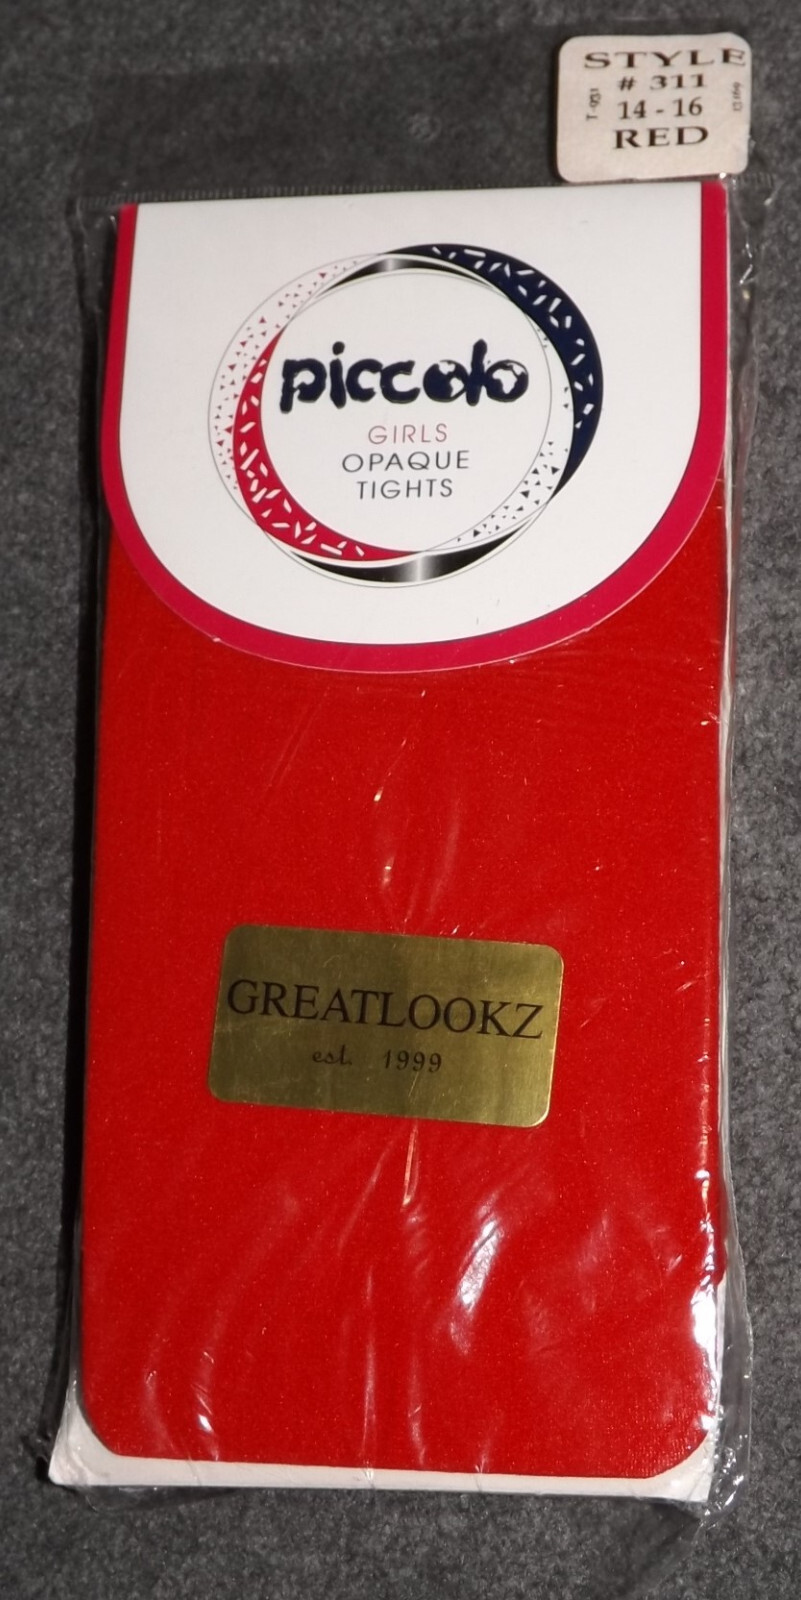 STYLE
# 311
14 - 16
RED
piccolo
GIRLS
OPAQUE
TIGHTS
GREATLOOKZ
est. 1999